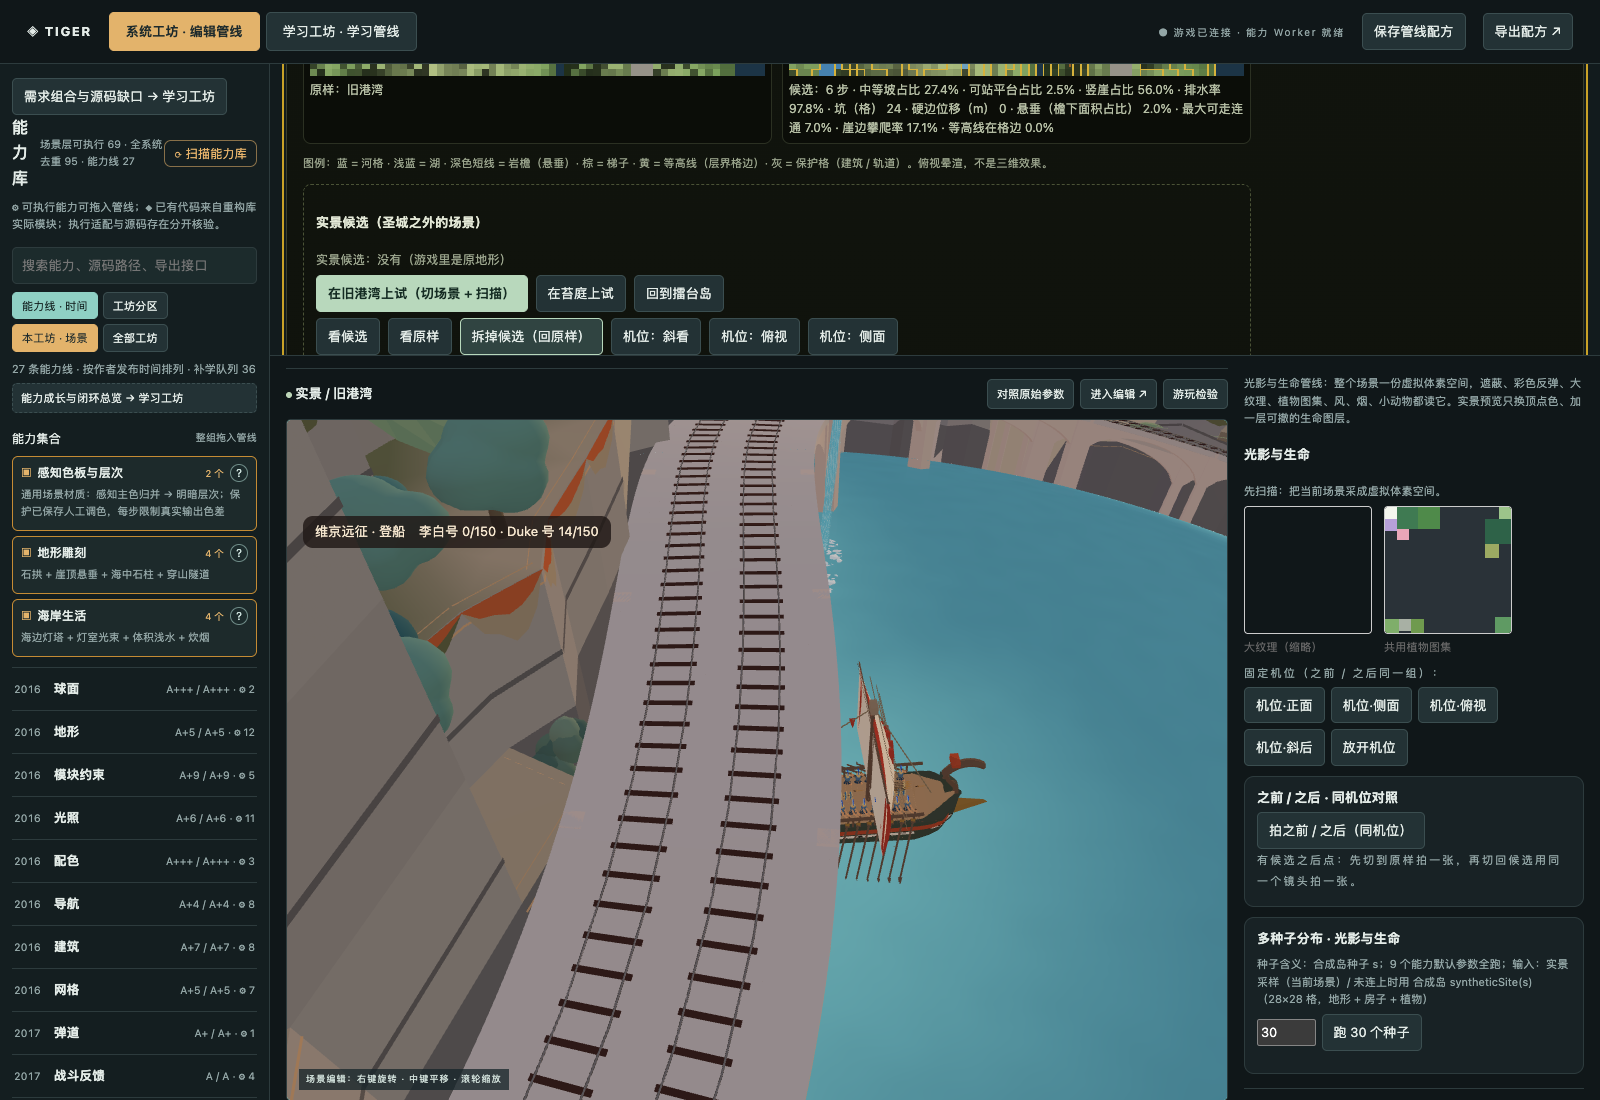 ◈ TIGER
系统工坊 · 编辑管线
学习工坊 · 学习管线
游戏已连接 · 能力 Worker 就绪
保存管线配方
导出配方 ↗
需求组合与源码缺口 → 学习工坊
能力库
场景层可执行 69 · 全系统
去重 95 · 能力线 27
⟳ 扫描能力库
⚙ 可执行能力可拖入管线；◆ 已有代码来自重构库
实际模块；执行适配与源码存在分开核验。
搜索能力、源码路径、导出接口
能力线 · 时间
工坊分区
本工坊 · 场景
全部工坊
27 条能力线 · 按作者发布时间排列 · 补学队列 36
能力成长与闭环总览 → 学习工坊
能力集合
整组拖入管线
▣ 感知色板与层次
2 个 ?
通用场景材质：感知主色归并 → 明暗层次；保
护已保存人工调色，每步限制真实输出色差
▣ 地形雕刻
4 个 ?
石拱 + 崖顶悬垂 + 海中石柱 + 穿山隧道
▣ 海岸生活
4 个 ?
海边灯塔 + 灯室光束 + 体积浅水 + 炊烟
2016 球面 A+++ / A+++ · ⚙ 2
2016 地形 A+5 / A+5 · ⚙ 12
2016 模块约束 A+9 / A+9 · ⚙ 5
2016 光照 A+6 / A+6 · ⚙ 11
2016 配色 A+++ / A+++ · ⚙ 3
2016 导航 A+4 / A+4 · ⚙ 8
2016 建筑 A+7 / A+7 · ⚙ 8
2016 网格 A+5 / A+5 · ⚙ 7
2017 弹道 A+ / A+ · ⚙ 1
2017 战斗反馈 A / A · ⚙ 4
原样：旧港湾
候选：6 步 · 中等坡占比 27.4% · 可站平台占比 2.5% · 竖崖占比 56.0% · 排水率
97.8% · 坑（格） 24 · 硬边位移（m） 0 · 悬垂（檐下面积占比） 2.0% · 最大可走连
通 7.0% · 崖边攀爬率 17.1% · 等高线在格边 0.0%
图例：蓝 = 河格 · 浅蓝 = 湖 · 深色短线 = 岩檐（悬垂） · 棕 = 梯子 · 黄 = 等高线（层界格边） · 灰 = 保护格（建筑 / 轨道）。俯视晕渲，不是三维效果。
实景候选（圣城之外的场景）
实景候选：没有（游戏里是原地形）
在旧港湾上试（切场景 + 扫描）
在苔庭上试
回到擂台岛
看候选
看原样
拆掉候选（回原样）
机位：斜看
机位：俯视
机位：侧面
实景 / 旧港湾
对照原始参数
进入编辑 ↗
游玩检验
维京远征 · 登船 李白号 0/150 · Duke 号 14/150
场景编辑：右键旋转 · 中键平移 · 滚轮缩放
光影与生命管线：整个场景一份虚拟体素空间，遮蔽、彩色反弹、大
纹理、植物图集、风、烟、小动物都读它。实景预览只换顶点色、加
一层可撤的生命图层。
光影与生命
先扫描：把当前场景采成虚拟体素空间。
大纹理（缩略）
共用植物图集
固定机位（之前 / 之后同一组）：
机位·正面
机位·侧面
机位·俯视
机位·斜后
放开机位
之前 / 之后 · 同机位对照
拍之前 / 之后（同机位）
有候选之后点：先切到原样拍一张，再切回候选用同
一个镜头拍一张。
多种子分布 · 光影与生命
种子含义：合成岛种子 s；9 个能力默认参数全跑；输入：实景
采样（当前场景）/ 未连上时用 合成岛 syntheticSite(s)
（28×28 格，地形 + 房子 + 植物）
30
跑 30 个种子